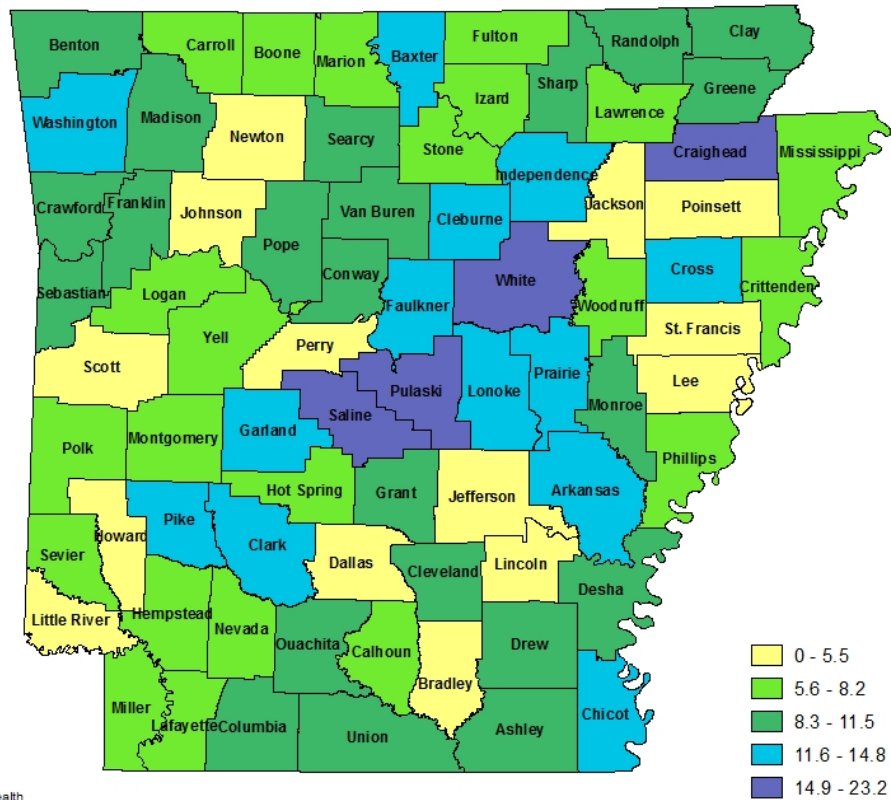 Benton
Carroll
Boone
Marion
Baxter
Fulton
Randolph
Clay
Sharp
Izard
Lawrence
Greene
Washington
Madison
Newton
Searcy
Stone
Independence
Craighead
Mississippi
Jackson
Poinsett
Crawford
Franklin
Johnson
Pope
Van Buren
Cleburne
Conway
White
Cross
Crittenden
Sebastian
Logan
Faulkner
Woodruff
Yell
Perry
St. Francis
Scott
Pulaski
Lonoke
Prairie
Lee
Saline
Monroe
Garland
Polk
Montgomery
Phillips
Hot Spring
Grant
Jefferson
Arkansas
Pike
Howard
Clark
Sevier
Dallas
Lincoln
Cleveland
Desha
Little River
Hempstead
Nevada
Ouachita
Calhoun
Drew
Bradley
Miller
Lafayette
Columbia
Union
Ashley
Chicot
0 - 5.5
5.6 - 8.2
8.3 - 11.5
11.6 - 14.8
14.9 - 23.2